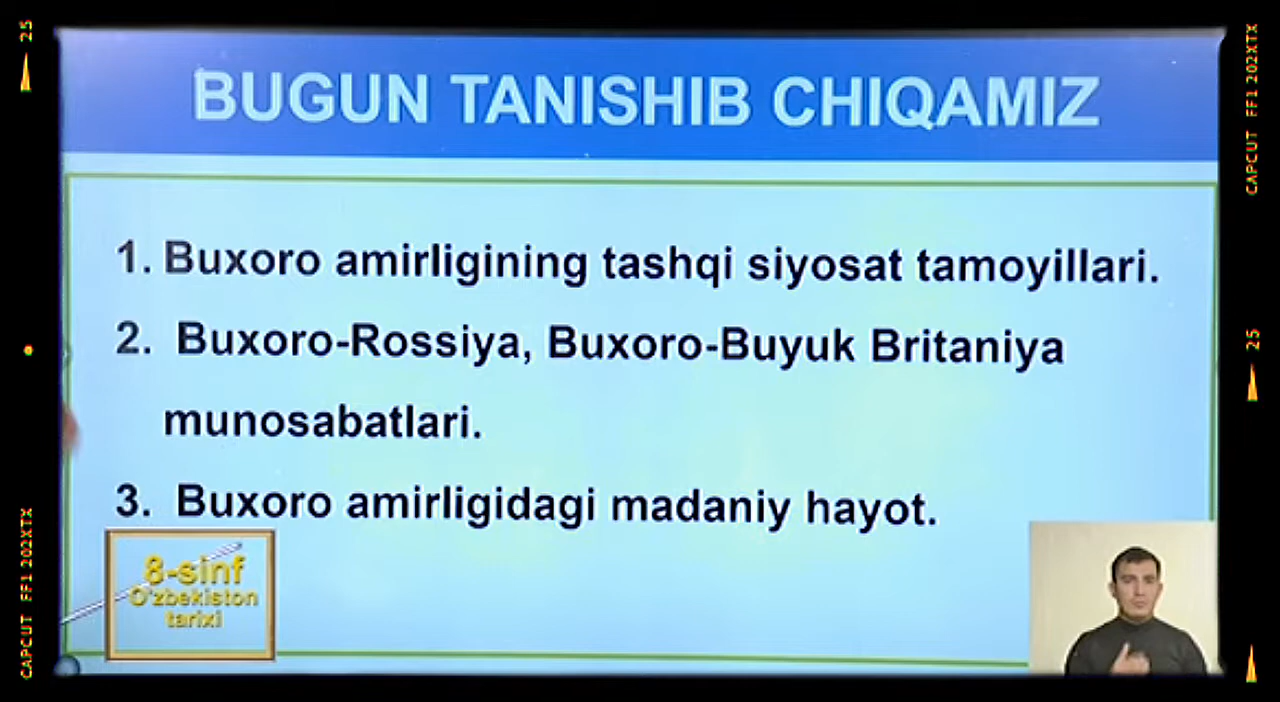 BUGUN TANISHIB CHIQAMIZ
1. Buxoro amirligining tashqi siyosat tamoyillari.
2. Buxoro-Rossiya, Buxoro-Buyuk Britaniya
munosabatlari.
3. Buxoro amirligidagi madaniy hayot.
8-sinf
O'zbekiston
tarixi
25
CAPCUT FF1 202XTX
CAPCUT FF1 202XTX
25